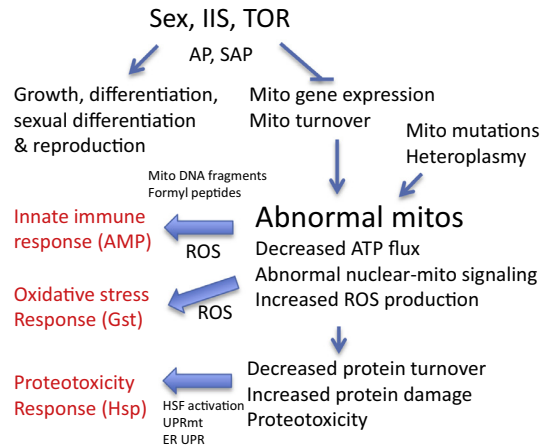 Sex, IIS, TOR
AP, SAP
Growth, differentiation,
sexual differentiation
& reproduction
Mito gene expression
Mito turnover
Mito mutations
Heteroplasmy
Mito DNA fragments
Formyl peptides
Innate immune
response (AMP)
ROS
Abnormal mitos
Decreased ATP flux
Abnormal nuclear-mito signaling
Increased ROS production
Oxidative stress
Response (Gst)
ROS
Proteotoxicity
Response (Hsp)
HSF activation
UPRmt
ER UPR
Decreased protein turnover
Increased protein damage
Proteotoxicity